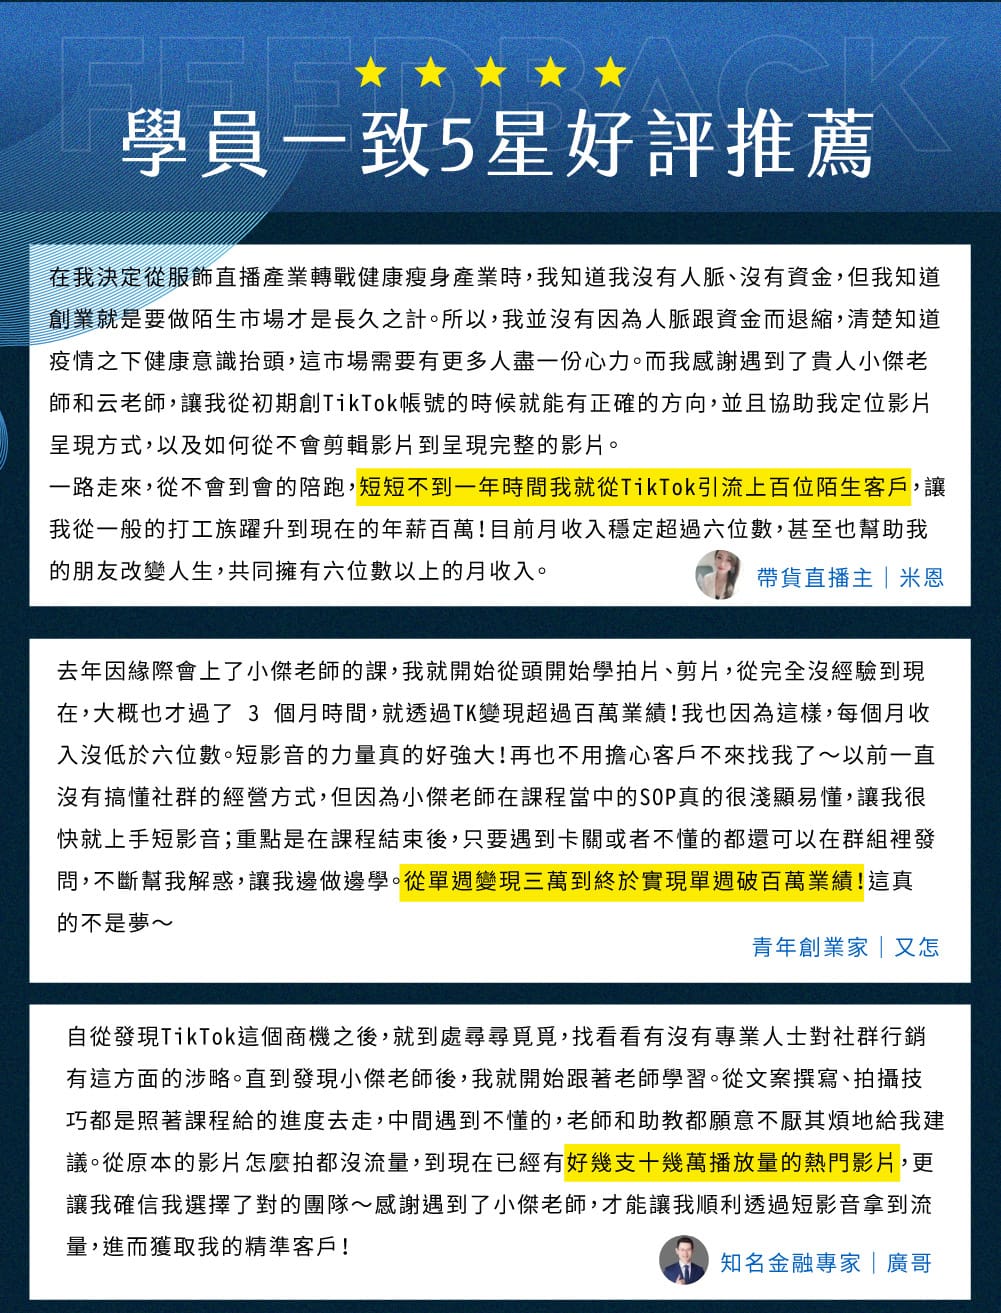 FEEDBACK
學員一致5星好評推薦
在我決定從服飾直播產業轉戰健康瘦身產業時，我知道我沒有人脈、沒有資金，但我知道
創業就是要做陌生市場才是長久之計。所以，我並沒有因為人脈跟資金而退縮，清楚知道
疫情之下健康意識抬頭，這市場需要有更多人盡一份心力。而我感謝遇到了貴人小傑老
師和云老師，讓我從初期創TikTok帳號的時候就能有正確的方向，並且協助我定位影片
呈現方式，以及如何從不會剪輯影片到呈現完整的影片。
一路走來，從不會到會的陪跑，短短不到一年時間我就從TikTok引流上百位陌生客戶，讓
我從一般的打工族躍升到現在的年薪百萬！目前月收入穩定超過六位數，甚至也幫助我
的朋友改變人生，共同擁有六位數以上的月收入。
帶貨直播主｜米恩
去年因緣際會上了小傑老師的課，我就開始從頭開始學拍片、剪片，從完全沒經驗到現
在，大概也才過了 3 個月時間，就透過TK變現超過百萬業績！我也因為這樣，每個月收
入沒低於六位數。短影音的力量真的好強大！再也不用擔心客戶不來找我了～以前一直
沒有搞懂社群的經營方式，但因為小傑老師在課程當中的SOP真的很淺顯易懂，讓我很
快就上手短影音；重點是在課程結束後，只要遇到卡關或者不懂的都還可以在群組裡發
問，不斷幫我解惑，讓我邊做邊學。從單週變現三萬到終於實現單週破百萬業績！這真
的不是夢～
青年創業家｜又怎
自從發現TikTok這個商機之後，就到處尋尋覓覓，找看看有沒有專業人士對社群行銷
有這方面的涉略。直到發現小傑老師後，我就開始跟著老師學習。從文案撰寫、拍攝技
巧都是照著課程給的進度去走，中間遇到不懂的，老師和助教都願意不厭其煩地給我建
議。從原本的影片怎麼拍都沒流量，到現在已經有好幾支十幾萬播放量的熱門影片，更
讓我確信我選擇了對的團隊～感謝遇到了小傑老師，才能讓我順利透過短影音拿到流
量，進而獲取我的精準客戶！
知名金融專家｜廣哥